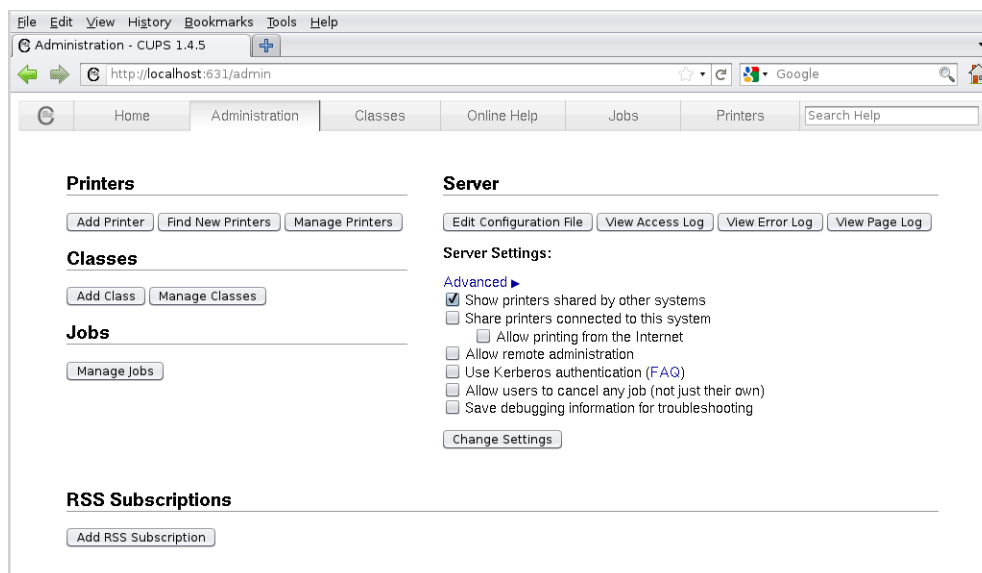 File Edit View History Bookmarks Tools Help
Administration - CUPS 1.4.5
http://localhost:631/admin
Google
Home Administration Classes Online Help Jobs Printers Search Help
Printers
Add Printer Find New Printers Manage Printers
Classes
Add Class Manage Classes
Jobs
Manage Jobs
Server
Edit Configuration File View Access Log View Error Log View Page Log
Server Settings:
Advanced ▶
Show printers shared by other systems
Share printers connected to this system
Allow printing from the Internet
Allow remote administration
Use Kerberos authentication (FAQ)
Allow users to cancel any job (not just their own)
Save debugging information for troubleshooting
Change Settings
RSS Subscriptions
Add RSS Subscription